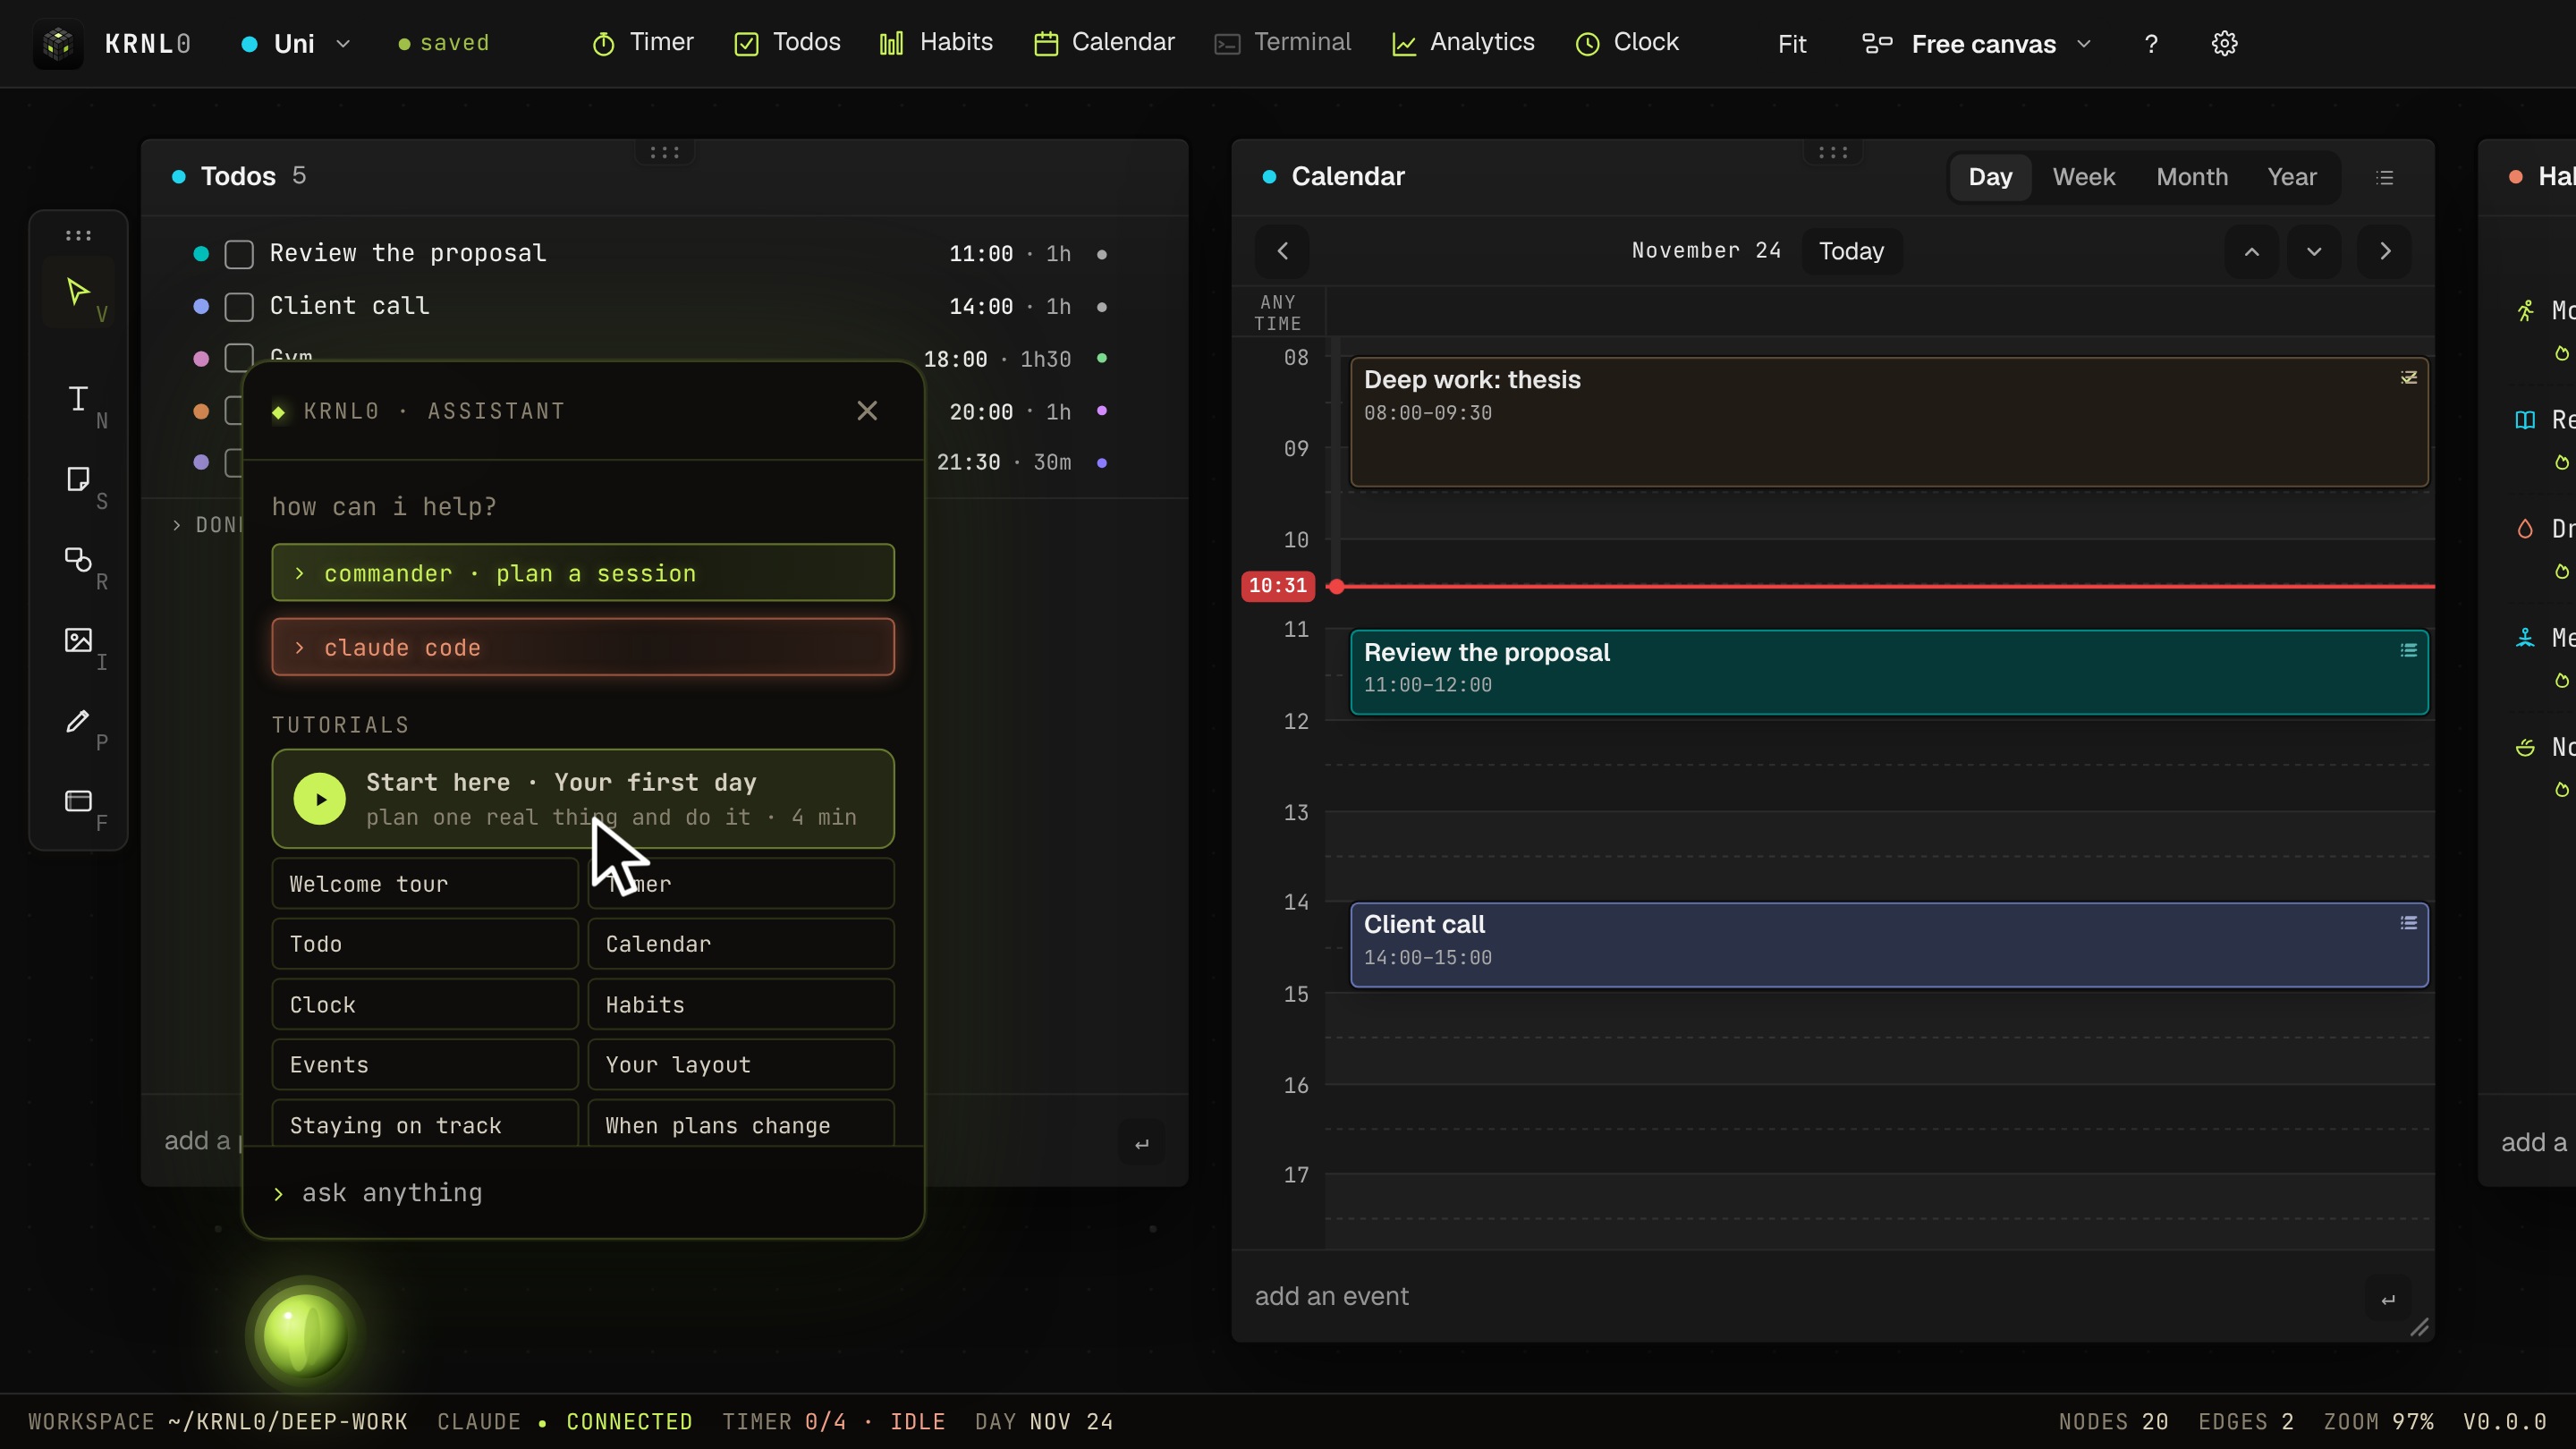 KRNL0
Uni
saved
Timer
Todos
Habits
Calendar
Terminal
Analytics
Clock
Fit
Free canvas
?
V
N
S
R
I
P
F
Todos 5
Review the proposal 11:00 · 1h
Client call 14:00 · 1h
Gym 18:00 · 1h30
20:00 · 1h
21:30 · 30m
add a
KRNL0 · ASSISTANT
how can i help?
commander · plan a session
claude code
TUTORIALS
Start here · Your first day
plan one real thing and do it · 4 min
Welcome tour
Timer
Todo
Calendar
Clock
Habits
Events
Your layout
Staying on track
When plans change
ask anything
Calendar
Day
Week
Month
Year
November 24
Today
ANY
TIME
08
Deep work: thesis
08:00–09:30
09
10
10:31
11
Review the proposal
11:00–12:00
12
13
14
Client call
14:00–15:00
15
16
17
add an event
add a
WORKSPACE ~/KRNL0/DEEP-WORK CLAUDE • CONNECTED TIMER 0/4 · IDLE DAY NOV 24
NODES 20 EDGES 2 ZOOM 97% V0.0.0